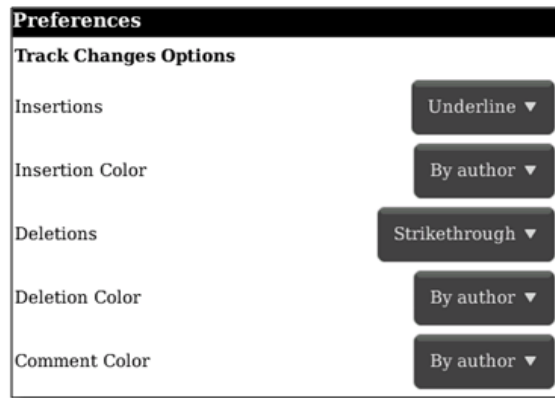 Preferences
Track Changes Options
Insertions Underline ▼
Insertion Color By author ▼
Deletions Strikethrough ▼
Deletion Color By author ▼
Comment Color By author ▼